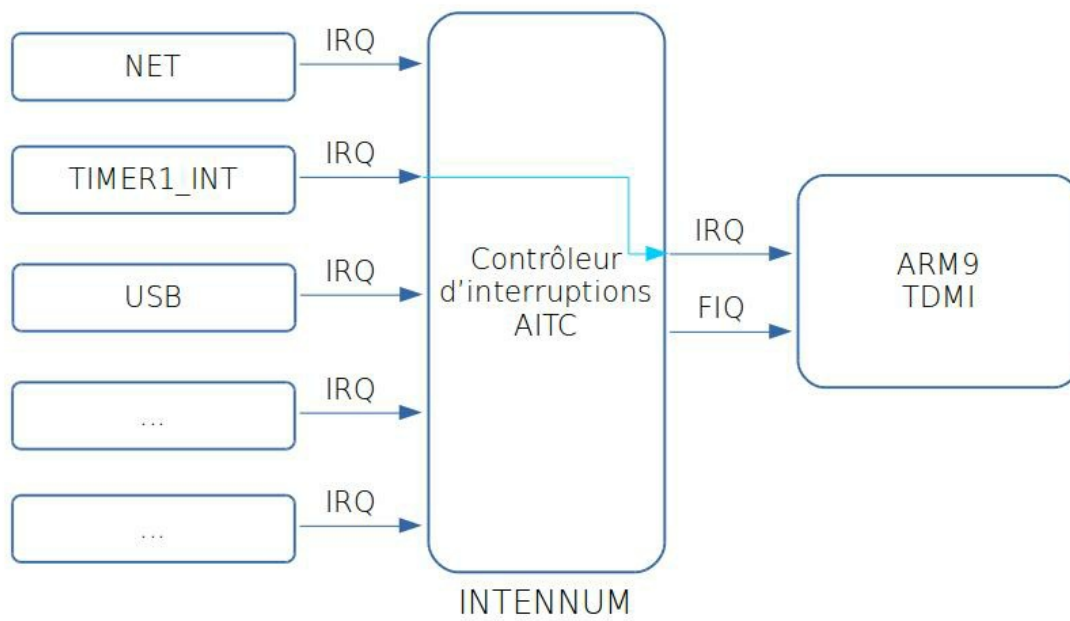 NET
IRQ
TIMER1_INT
IRQ
USB
IRQ
...
IRQ
...
IRQ
Contrôleur
d'interruptions
AITC
INTENNUM
IRQ
FIQ
ARM9
TDMI